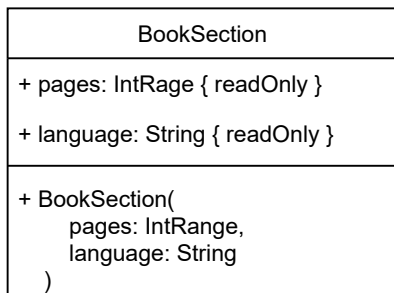 BookSection
+ pages: IntRage { readOnly }
+ language: String { readOnly }
+ BookSection(
pages: IntRange,
language: String
)